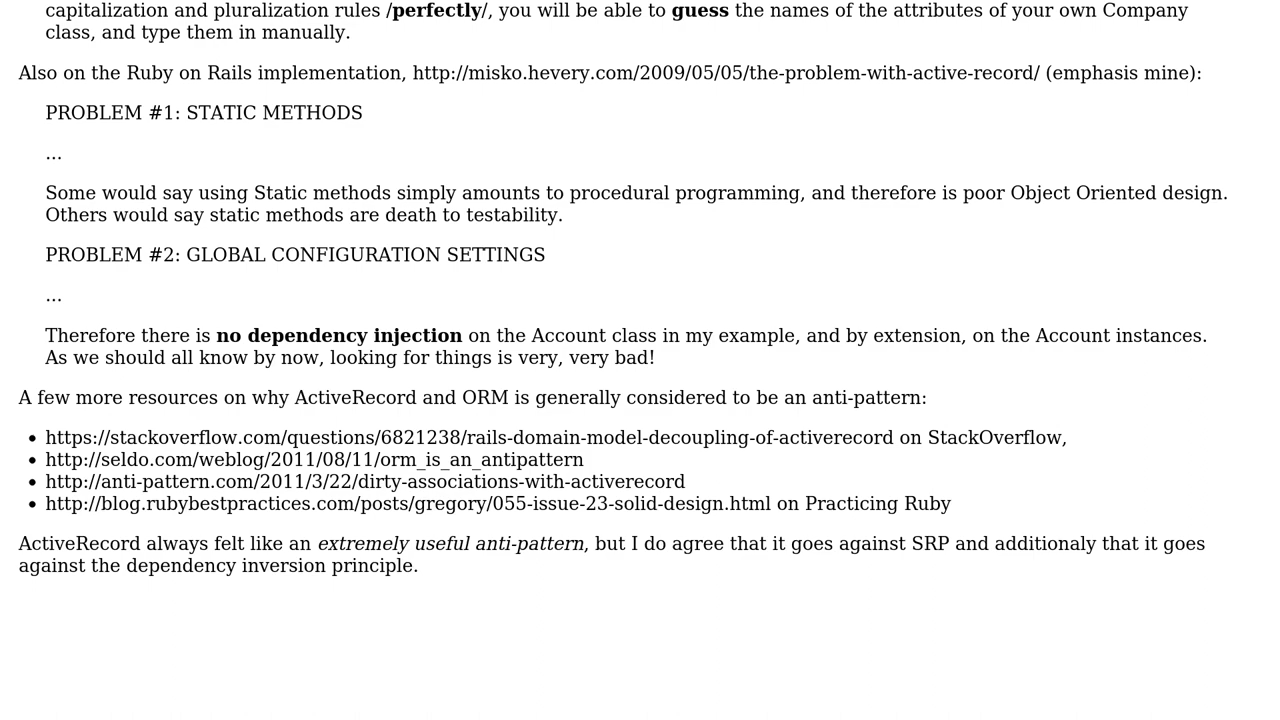 capitalization and pluralization rules /perfectly/, you will be able to guess the names of the attributes of your own Company
class, and type them in manually.
Also on the Ruby on Rails implementation, http://misko.hevery.com/2009/05/05/the-problem-with-active-record/ (emphasis mine):
PROBLEM #1: STATIC METHODS
...
Some would say using Static methods simply amounts to procedural programming, and therefore is poor Object Oriented design.
Others would say static methods are death to testability.
PROBLEM #2: GLOBAL CONFIGURATION SETTINGS
...
Therefore there is no dependency injection on the Account class in my example, and by extension, on the Account instances.
As we should all know by now, looking for things is very, very bad!
A few more resources on why ActiveRecord and ORM is generally considered to be an anti-pattern:
• https://stackoverflow.com/questions/6821238/rails-domain-model-decoupling-of-activerecord on StackOverflow,
• http://seldo.com/weblog/2011/08/11/orm_is_an_antipattern
• http://anti-pattern.com/2011/3/22/dirty-associations-with-activerecord
• http://blog.rubybestpractices.com/posts/gregory/055-issue-23-solid-design.html on Practicing Ruby
ActiveRecord always felt like an extremely useful anti-pattern, but I do agree that it goes against SRP and additionaly that it goes
against the dependency inversion principle.